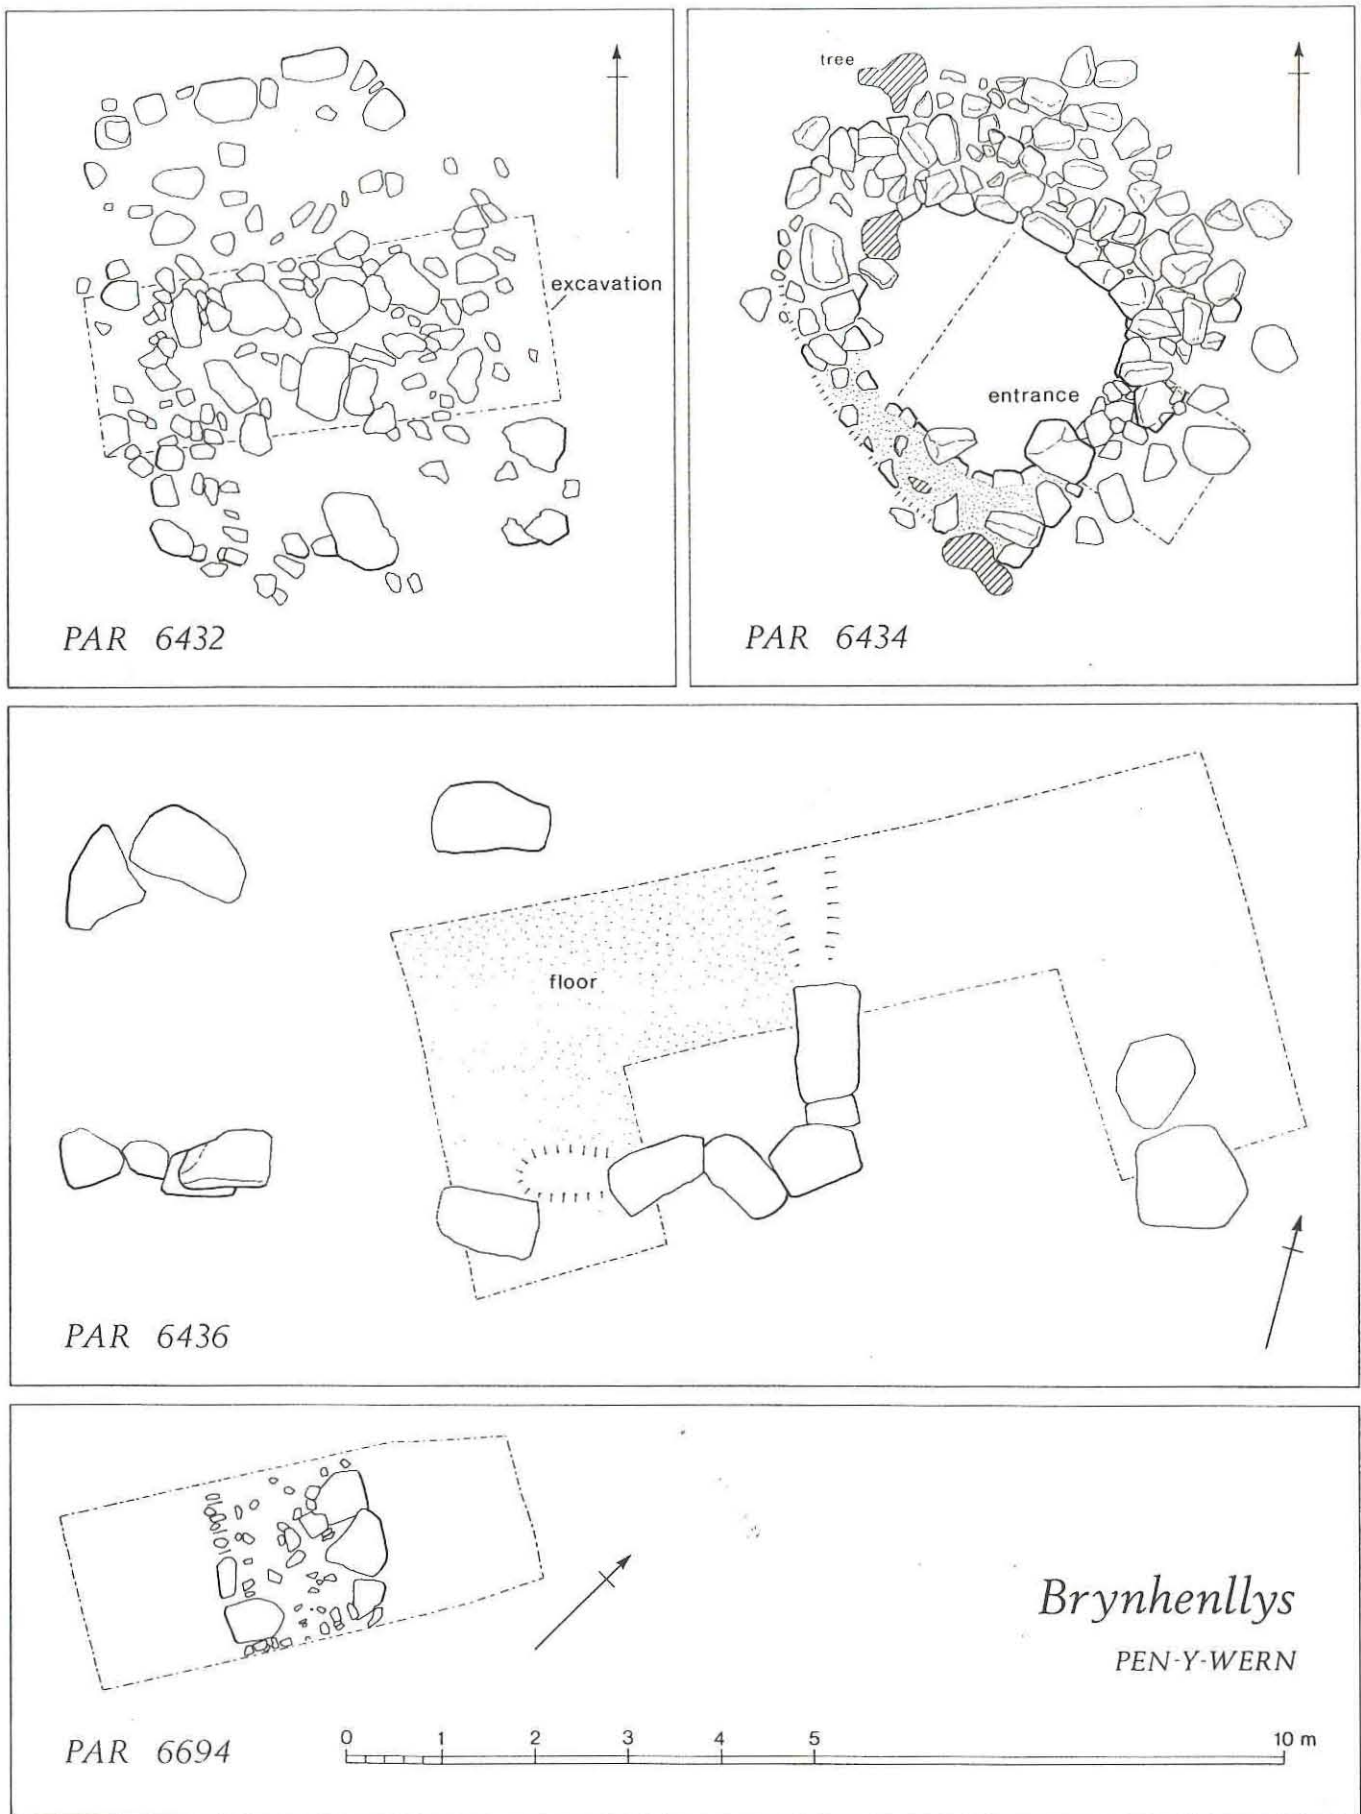 excavation
PAR 6432
tree
entrance
PAR 6434
floor
PAR 6436
Brynhenllys
PEN-Y-WERN
PAR 6694
0 1 2 3 4 5 10 m